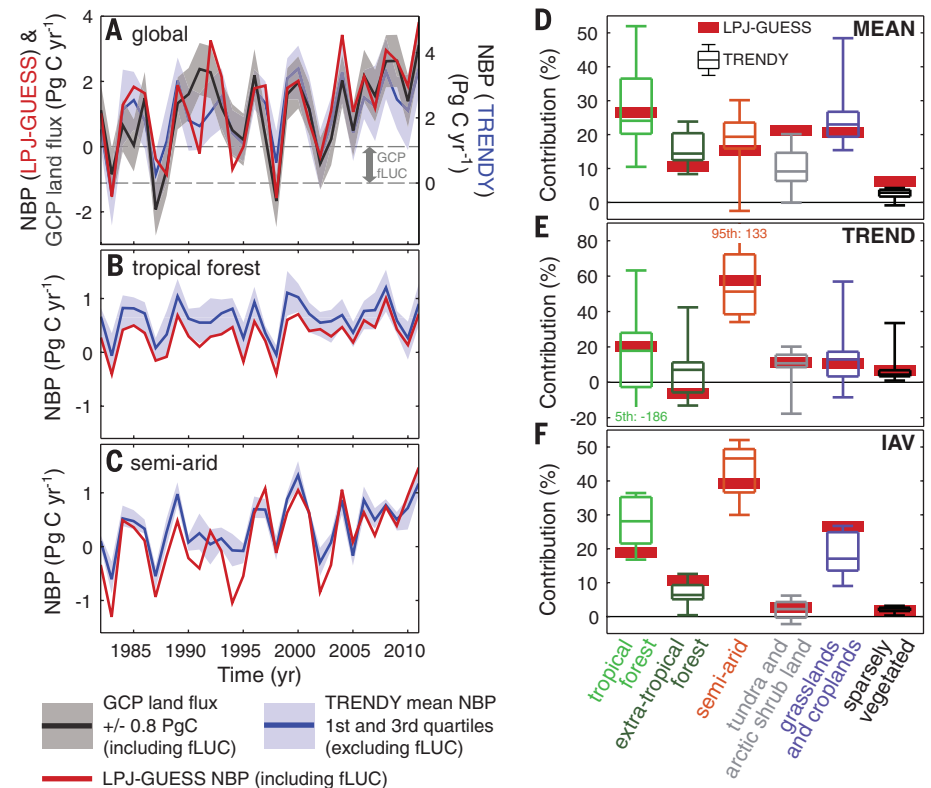 A global
NBP (LPJ-GUESS) &
GCP land flux (Pg C yr⁻¹)
4
2
0
-2
4
2
0
NBP (TRENDY)
(Pg C yr⁻¹)
GCP
fLUC
B tropical forest
NBP (Pg C yr⁻¹)
1
0
-1
C semi-arid
NBP (Pg C yr⁻¹)
1
0
-1
1985 1990 1995 2000 2005 2010
Time (yr)
GCP land flux
+/- 0.8 PgC
(including fLUC)
TRENDY mean NBP
1st and 3rd quartiles
(excluding fLUC)
LPJ-GUESS NBP (including fLUC)
D MEAN
LPJ-GUESS
TRENDY
Contribution (%)
50
40
30
20
10
0
E TREND
95th: 133
5th: -186
Contribution (%)
80
60
40
20
0
-20
F IAV
Contribution (%)
50
40
30
20
10
0
tropical
forest
extra-tropical
forest
semi-arid
tundra and
arctic shrub land
grasslands
and croplands
sparsely
vegetated